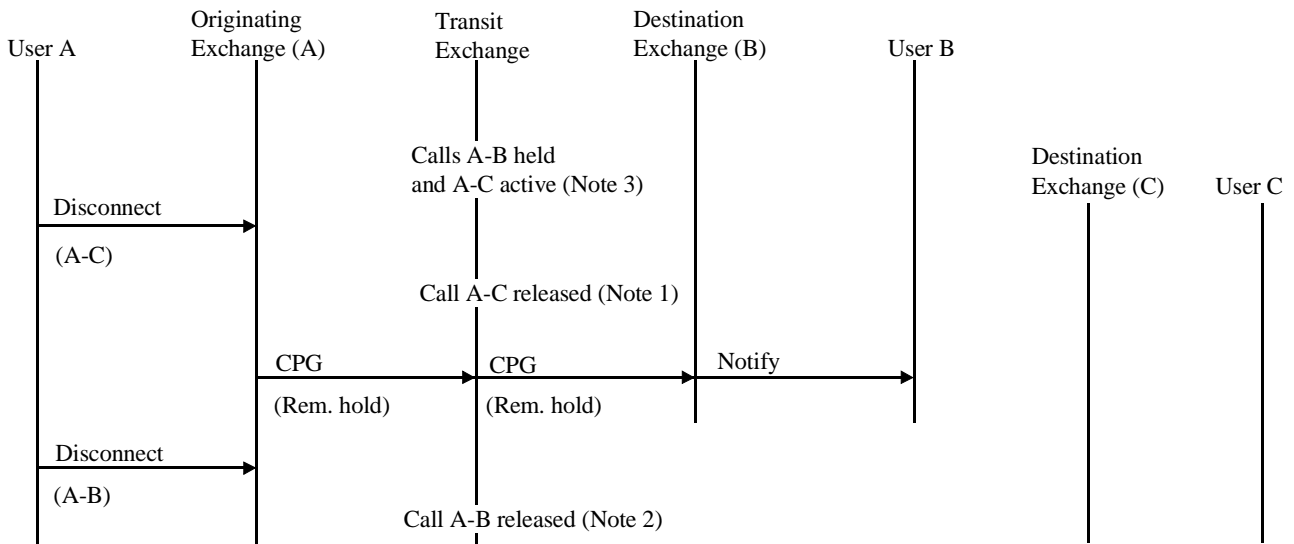 User A
Originating
Exchange (A)
Transit
Exchange
Destination
Exchange (B)
User B
Calls A-B held
and A-C active (Note 3)
Destination
Exchange (C)
User C
Disconnect
(A-C)
Call A-C released (Note 1)
CPG
CPG
Notify
(Rem. hold)
(Rem. hold)
Disconnect
(A-B)
Call A-B released (Note 2)